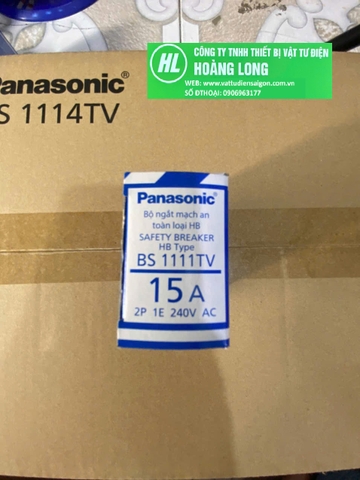 CÔNG TY TNHH THIẾT BỊ VẬT TƯ ĐIỆN
HL
HOÀNG LONG
WEB: www.vattudiensaigon.com
SỐ ĐTHOẠI: 0906963177
Panasonic®
BS 1114TV
Panasonic®
Bộ ngắt mạch an
toàn loại HB
SAFETY BREAKER
HB Type
BS 1111TV
15 A
2P 1E 240V AC